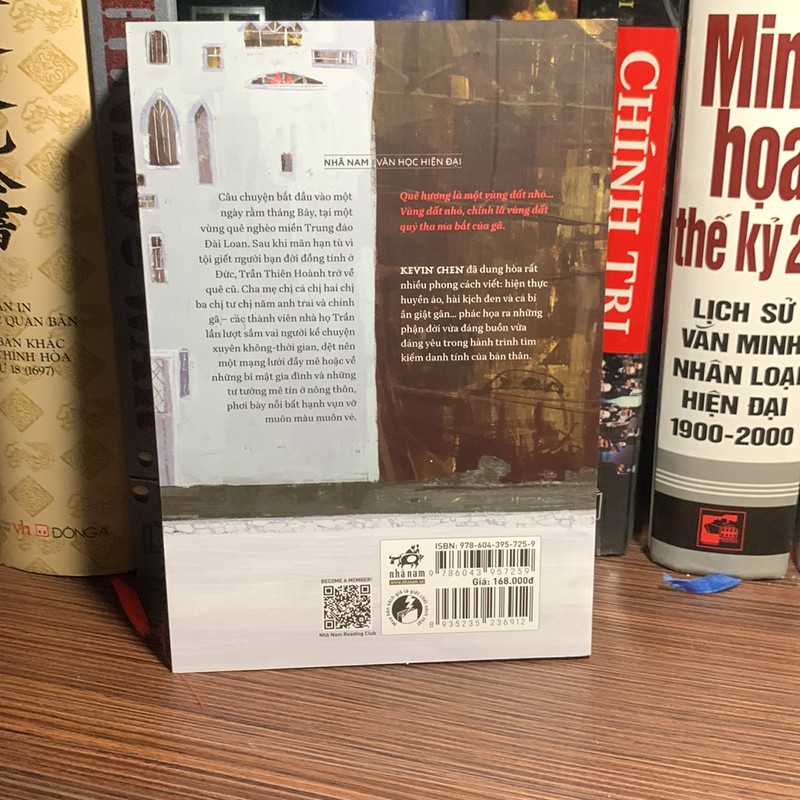 NHÃ NAM | VĂN HỌC HIỆN ĐẠI
Câu chuyện bắt đầu vào một
ngày rằm tháng Bảy, tại một
vùng quê nghèo miền Trung đảo
Đài Loan. Sau khi mãn hạn tù vì
tội giết người bạn đời đồng tính ở
Đức, Trần Thiên Hoành trở về
quê cũ. Cha mẹ chị cả chị hai chị
ba chị tư chị năm anh trai và chính
gã – các thành viên nhà họ Trần
lần lượt sắm vai người kể chuyện
xuyên không-thời gian, dệt nên
một mạng lưới đầy mê hoặc về
những bí mật gia đình và những
tư tưởng mê tín ở nông thôn,
phơi bày nỗi bất hạnh vụn vỡ
muôn màu muôn vẻ.
Quê hương là một vùng đất nhỏ...
Vùng đất nhỏ, chính là vùng đất
quỷ tha ma bắt của gã.
KEVIN CHEN đã dung hòa rất
nhiều phong cách viết: hiện thực
huyền ảo, hài kịch đen và cả bí
ẩn giật gân... phác họa ra những
phận đời vừa đáng buồn vừa
đáng yêu trong hành trình tìm
kiếm danh tính của bản thân.
BECOME A MEMBER!
Nhã Nam Reading Club
nhã nam
www.nhanam.vn
ISBN: 978-604-395-725-9
9 786043 957259
Giá: 168.000đ
8 935235 236912
CHÍNH TRỊ
Min
họa
thế kỷ 2
LỊCH SỬ
VĂN MINH
NHÂN LOẠI
HIỆN ĐẠI
1900-2000
QUAN BẢN
BẢN KHẮC
CHÍNH HÒA
18 (1697)
ĐÔNG A